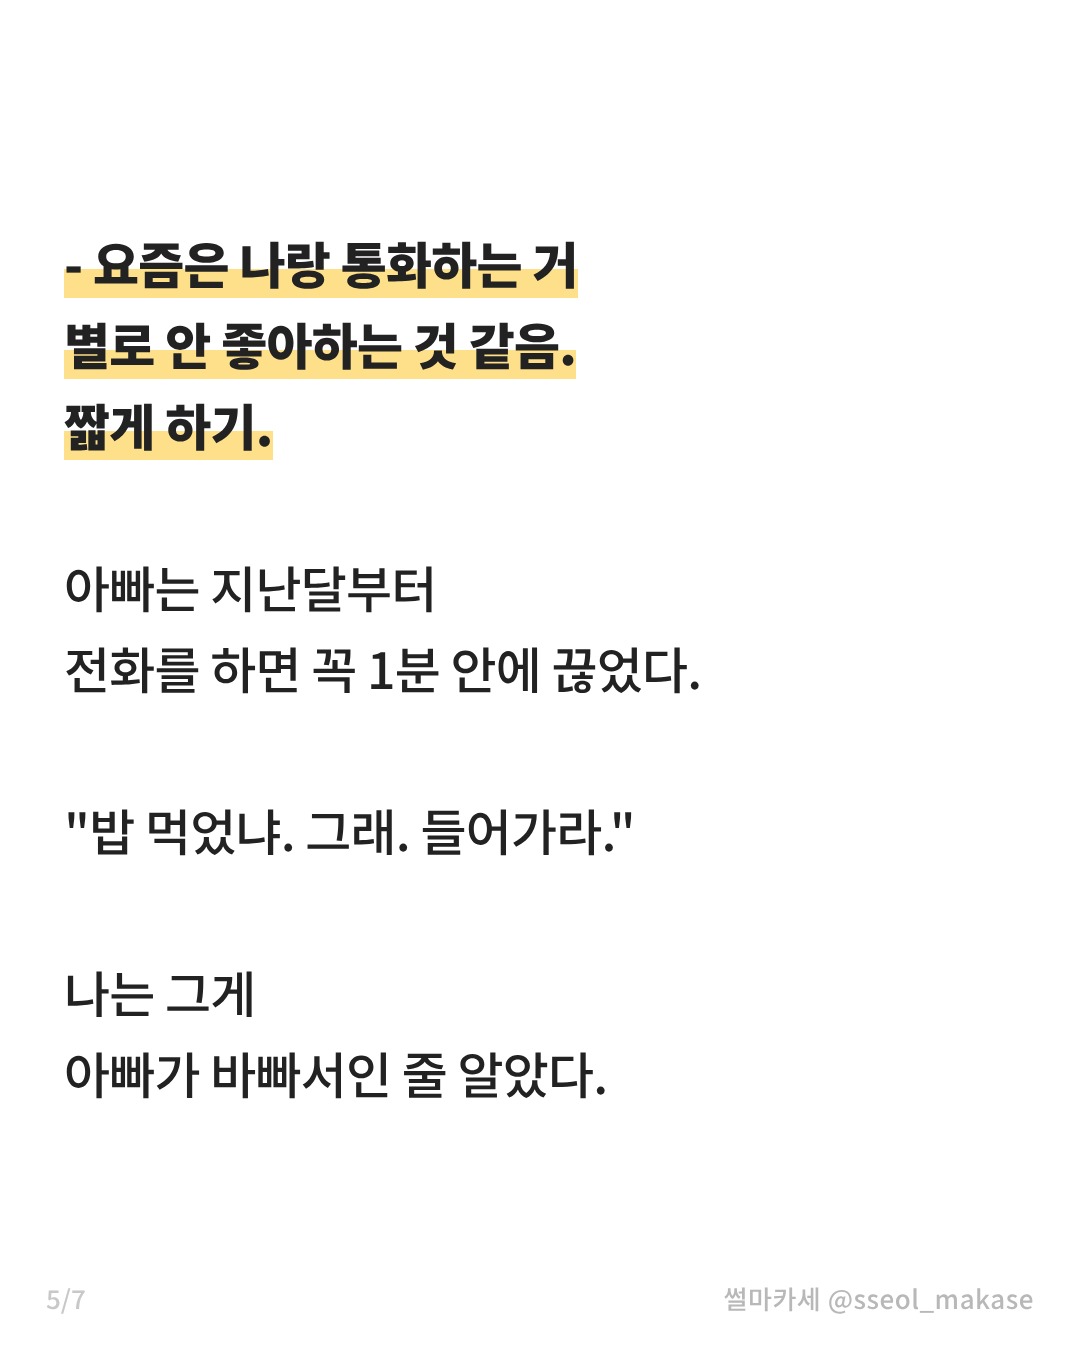 - 요즘은 나랑 통화하는 거
별로 안 좋아하는 것 같음.
짧게 하기.
아빠는 지난달부터
전화를 하면 꼭 1분 안에 끊었다.
"밥 먹었냐. 그래. 들어가라."
나는 그게
아빠가 바빠서인 줄 알았다.
5/7
썰마카세 @sseol_makase